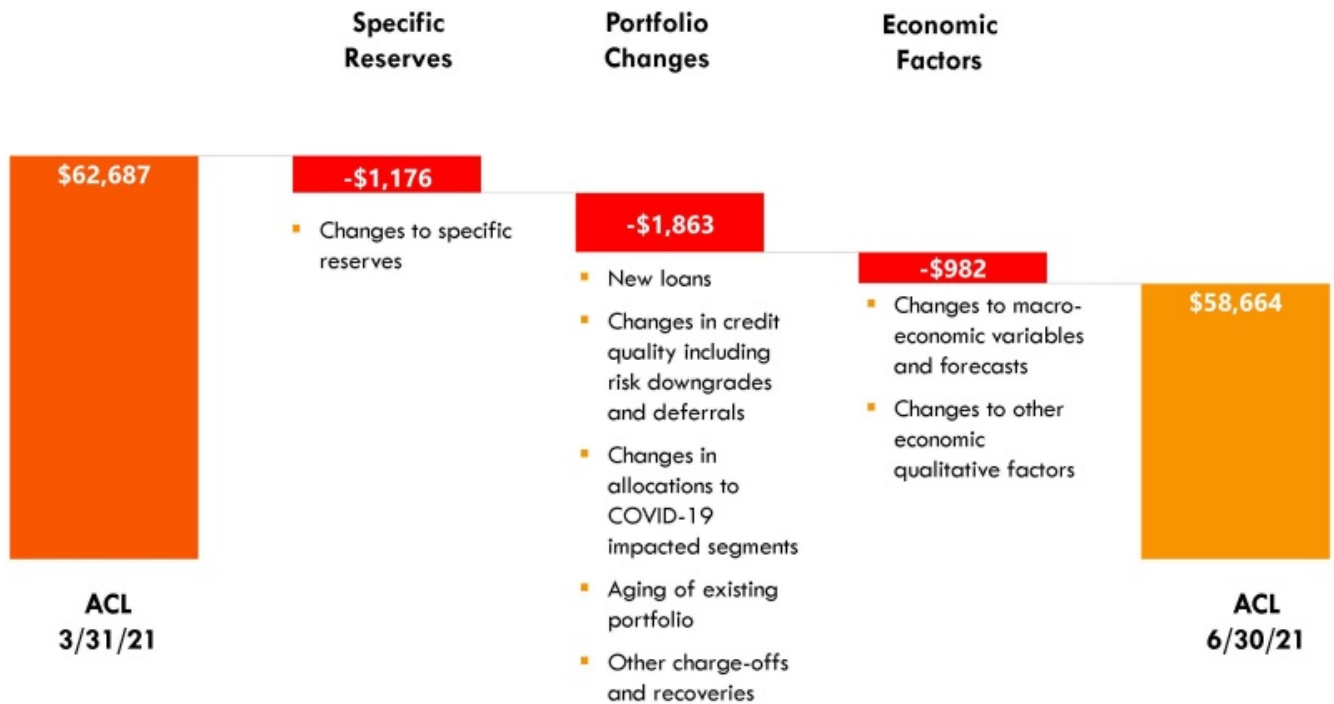 Specific
Reserves
Portfolio
Changes
Economic
Factors
$62,687
-$1,176
▪ Changes to specific
reserves
-$1,863
▪ New loans
▪ Changes in credit
quality including
risk downgrades
and deferrals
▪ Changes in
allocations to
COVID-19
impacted segments
▪ Aging of existing
portfolio
▪ Other charge-offs
and recoveries
-$982
▪ Changes to macro-
economic variables
and forecasts
▪ Changes to other
economic
qualitative factors
$58,664
ACL
3/31/21
ACL
6/30/21